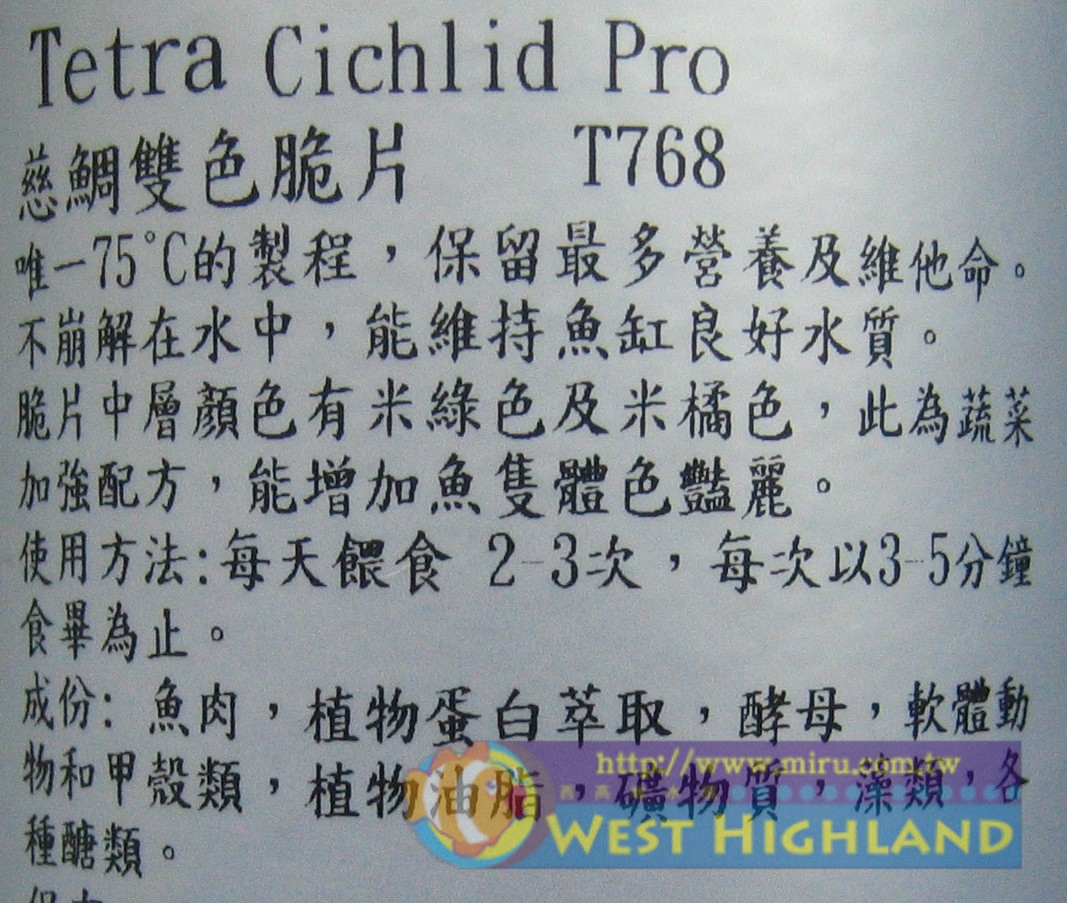 Tetra Cichlid Pro
慈鯛雙色脆片 T768
唯一75°C的製程，保留最多營養及維他命。
不崩解在水中，能維持魚缸良好水質。
脆片中層顏色有米綠色及米橘色，此為蔬菜
加強配方，能增加魚隻體色豔麗。
使用方法:每天餵食 2-3次，每次以3-5分鐘
食畢為止。
成份: 魚肉，植物蛋白萃取，酵母，軟體動
物和甲殼類，植物油脂，礦物質，藻類，各
種醣類。
http://www.miru.com.tw
WEST HIGHLAND